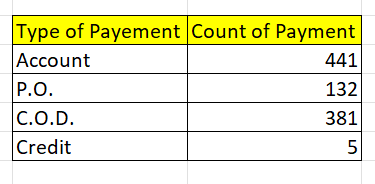 Type of Payement Count of Payment
Account 441
P.O. 132
C.O.D. 381
Credit 5